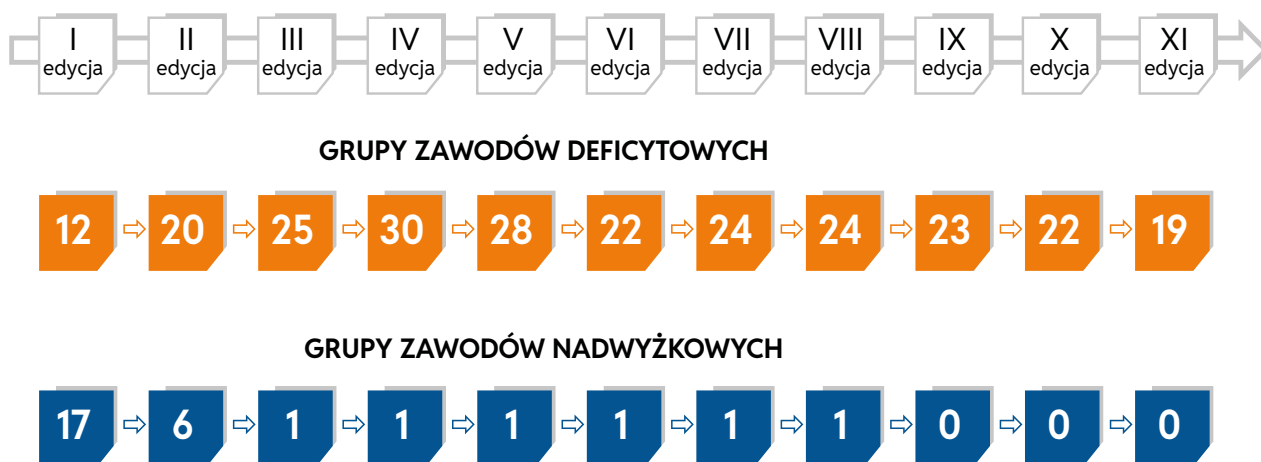 I II III IV V VI VII VIII IX X XI
edycja edycja edycja edycja edycja edycja edycja edycja edycja edycja edycja
GRUPY ZAWODÓW DEFICYTOWYCH
12 20 25 30 28 22 24 24 23 22 19
GRUPY ZAWODÓW NADWYŻKOWYCH
17 6 1 1 1 1 1 1 0 0 0